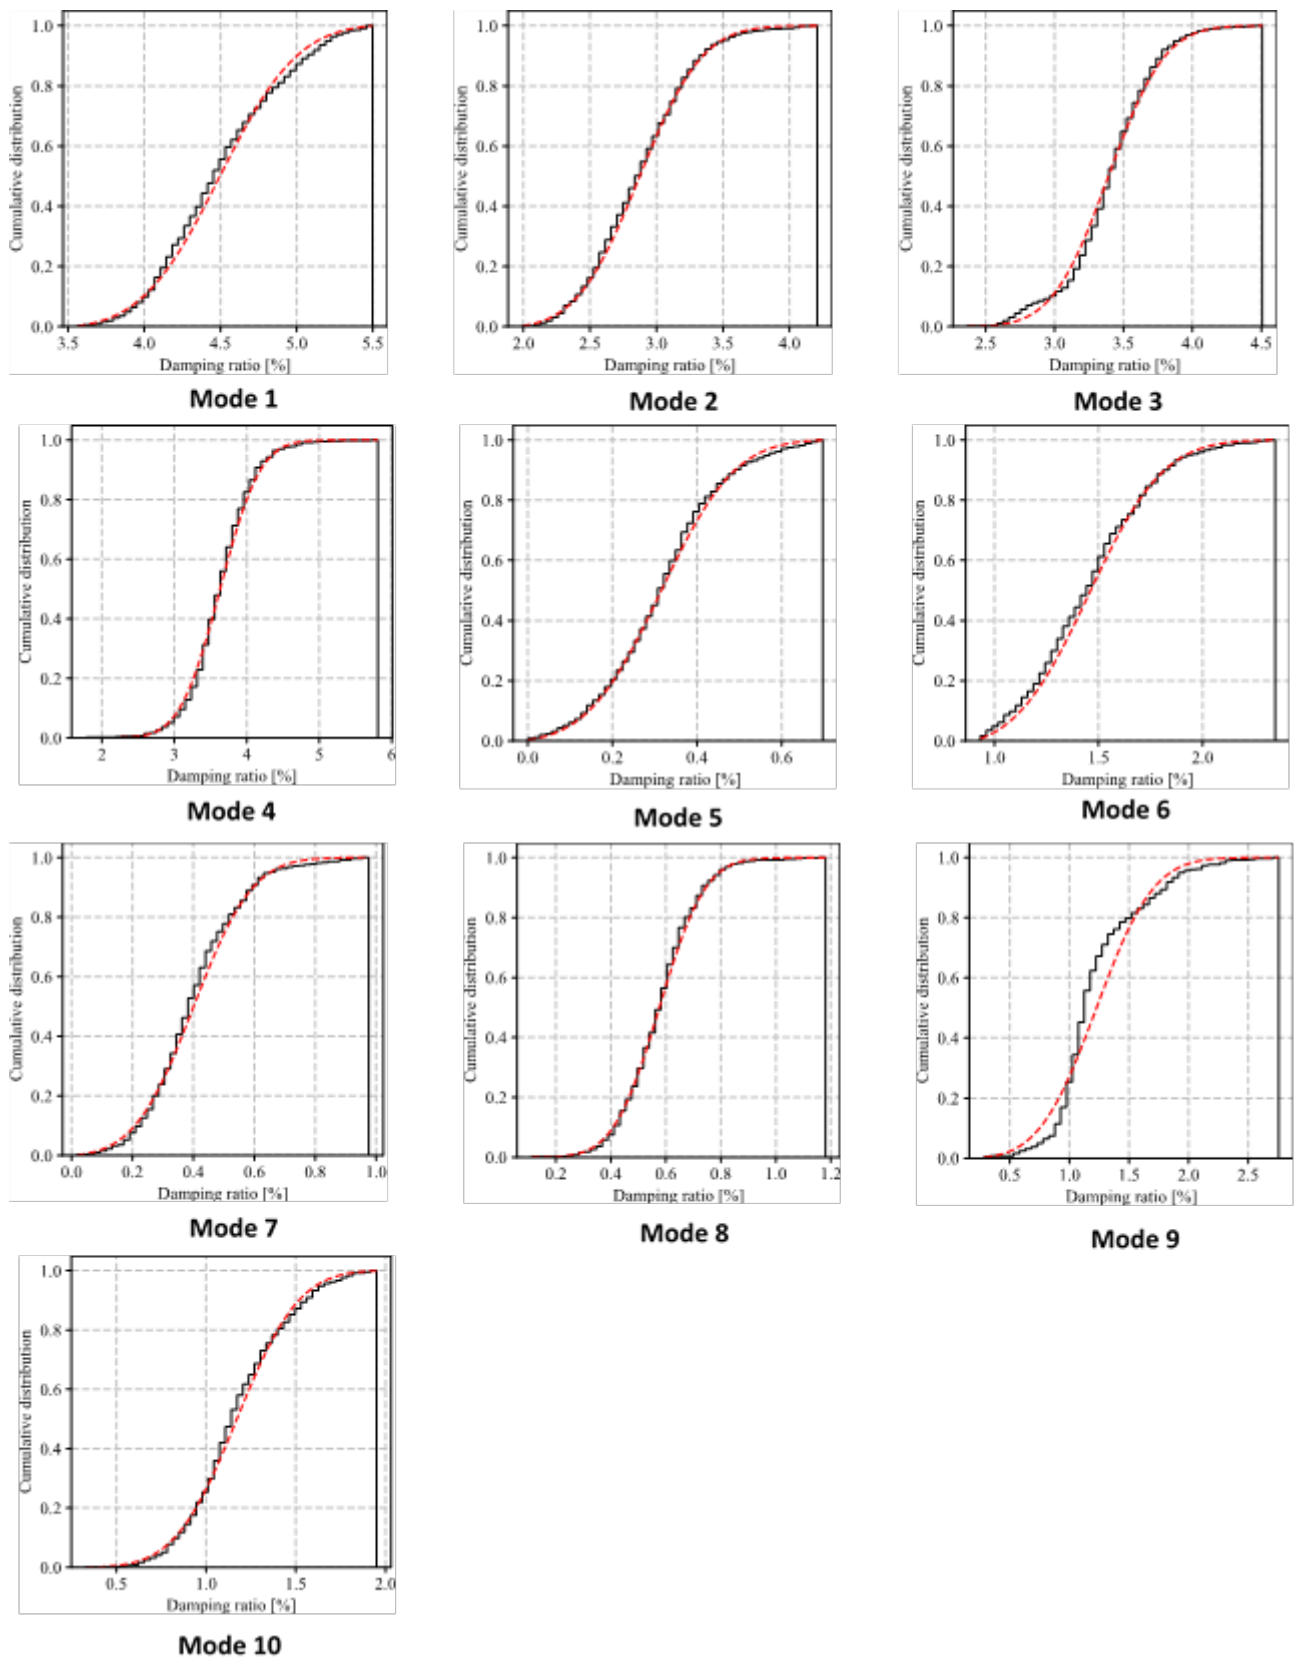 1.0
0.8
0.6
0.4
0.2
0.0
Cumulative distribution
3.5 4.0 4.5 5.0 5.5
Damping ratio [%]
Mode 1
1.0
0.8
0.6
0.4
0.2
0.0
Cumulative distribution
2.0 2.5 3.0 3.5 4.0
Damping ratio [%]
Mode 2
1.0
0.8
0.6
0.4
0.2
0.0
Cumulative distribution
2.5 3.0 3.5 4.0 4.5
Damping ratio [%]
Mode 3
1.0
0.8
0.6
0.4
0.2
0.0
Cumulative distribution
2 3 4 5 6
Damping ratio [%]
Mode 4
1.0
0.8
0.6
0.4
0.2
0.0
Cumulative distribution
0.0 0.2 0.4 0.6
Damping ratio [%]
Mode 5
1.0
0.8
0.6
0.4
0.2
0.0
Cumulative distribution
1.0 1.5 2.0
Damping ratio [%]
Mode 6
1.0
0.8
0.6
0.4
0.2
0.0
Cumulative distribution
0.0 0.2 0.4 0.6 0.8 1.0
Damping ratio [%]
Mode 7
1.0
0.8
0.6
0.4
0.2
0.0
Cumulative distribution
0.2 0.4 0.6 0.8 1.0 1.2
Damping ratio [%]
Mode 8
1.0
0.8
0.6
0.4
0.2
0.0
Cumulative distribution
0.5 1.0 1.5 2.0 2.5
Damping ratio [%]
Mode 9
1.0
0.8
0.6
0.4
0.2
0.0
Cumulative distribution
0.5 1.0 1.5 2.0
Damping ratio [%]
Mode 10